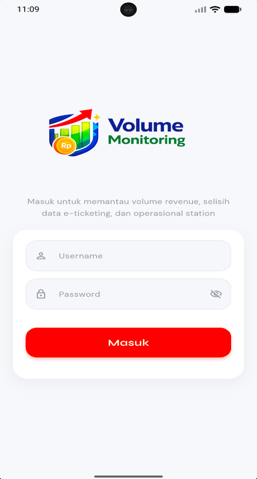 11:09
Volume
Monitoring
Rp
Masuk untuk memantau volume revenue, selisih
data e-ticketing, dan operasional station
Username
Password
Masuk